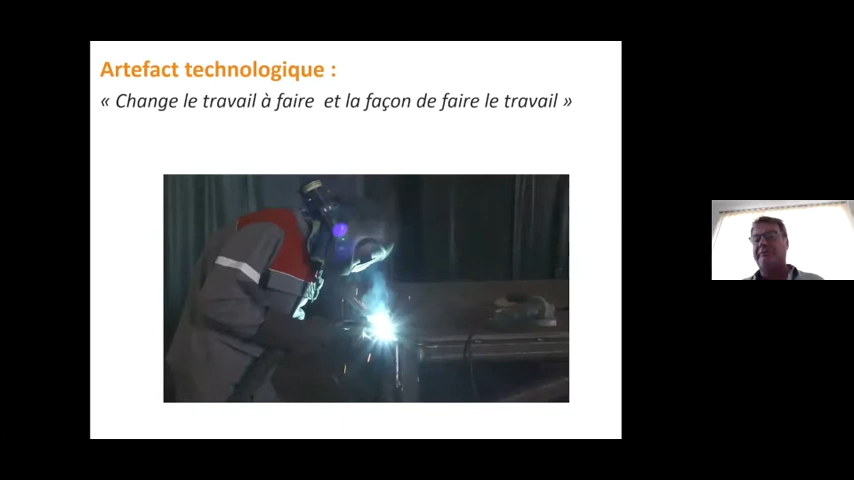 Artefact technologique :
« Change le travail à faire  et la façon de faire le travail »